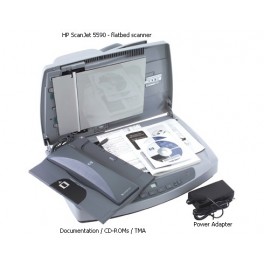 HP ScanJet 5590 - flatbed scanner
Documentation / CD-ROMs / TMA
Power Adapter